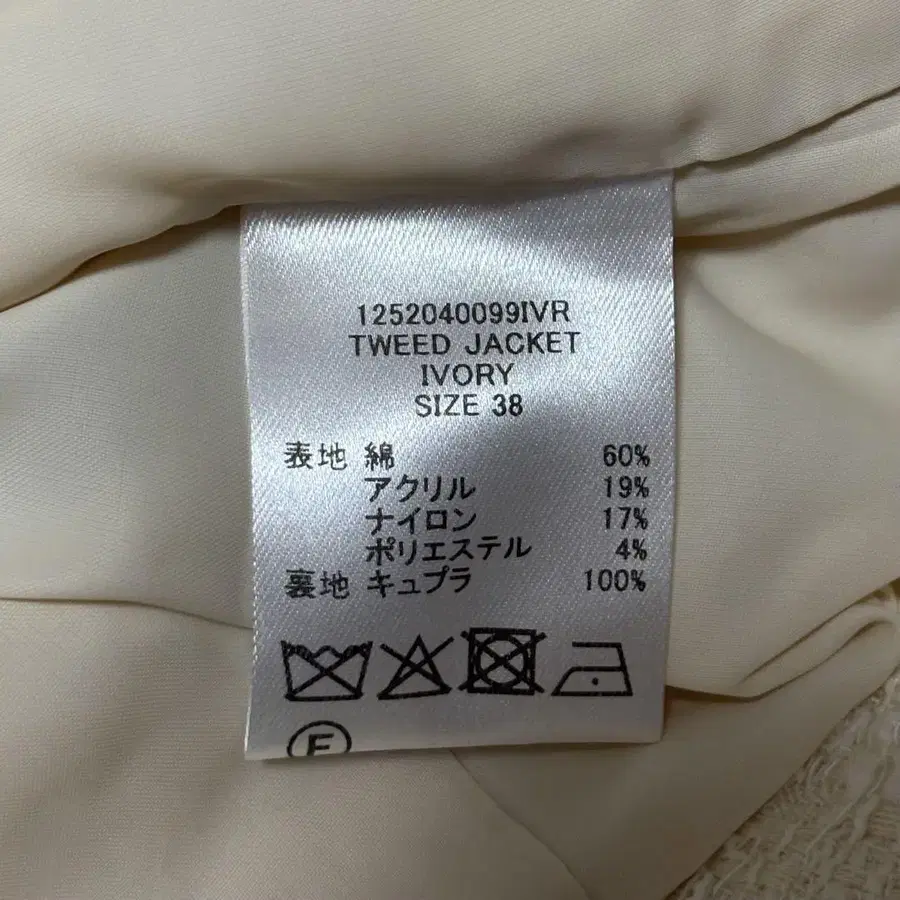 1252040099IVR
TWEED JACKET
IVORY
SIZE 38
表地 綿 60%
アクリル 19%
ナイロン 17%
ポリエステル 4%
裏地 キュプラ 100%
F